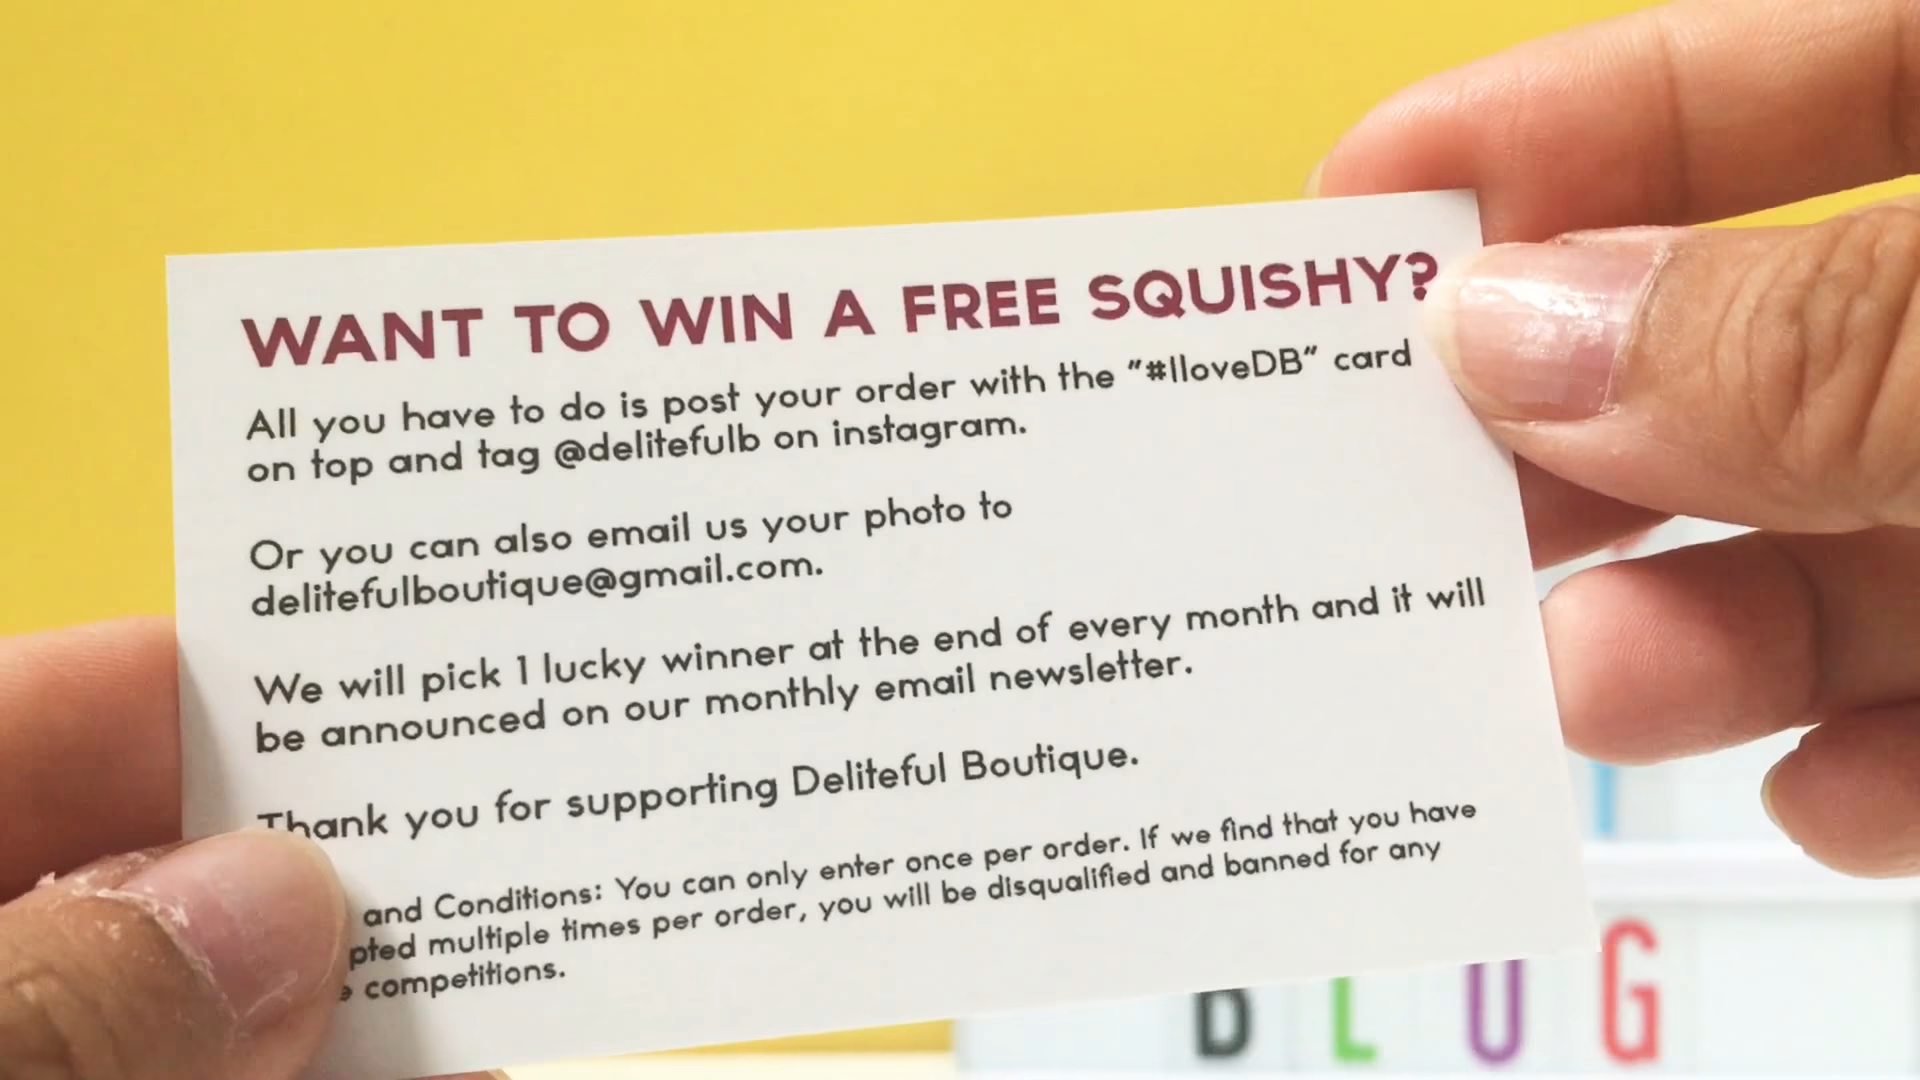 WANT TO WIN A FREE SQUISHY?
All you have to do is post your order with the "#IloveDB" card
on top and tag @delitefulb on instagram.
Or you can also email us your photo to
delitefulboutique@gmail.com.
We will pick 1 lucky winner at the end of every month and it will
be announced on our monthly email newsletter.
Thank you for supporting Deliteful Boutique.
and Conditions: You can only enter once per order. If we find that you have
multiple times per order, you will be disqualified and banned for any
competitions.